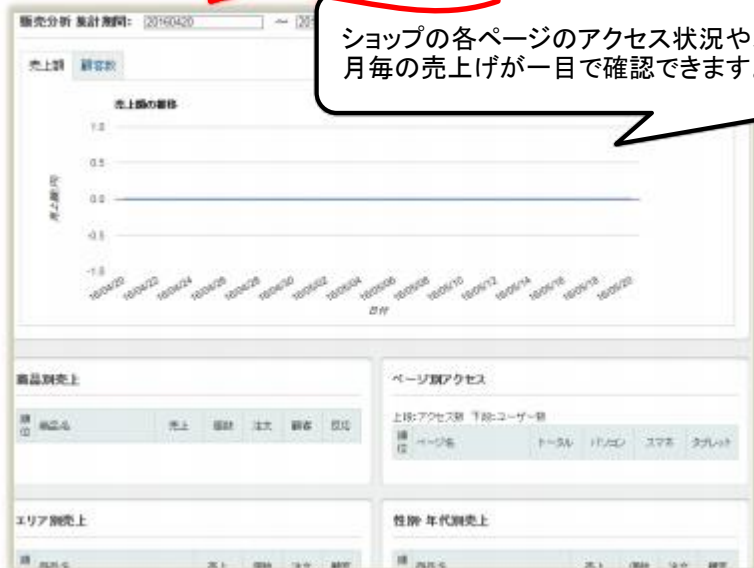 販売分析 集計期間: 20160420 ～ 201
ショップの各ページのアクセス状況や
月毎の売上げが一目で確認できます
売上額 顧客数
売上額の推移
1.0
0.5
0.0
-0.5
-1.0
16/04/20 16/04/22 16/04/24 16/04/26 16/04/28 16/04/30 16/05/02 16/05/04 16/05/06 16/05/08 16/05/10 16/05/12 16/05/14 16/05/16 16/05/18 16/05/20
日付
商品別売上
順位 商品名 売上 個数 注文 顧客
ページ別アクセス
上段:アクセス数 下段:ユーザー数
順位 ページ名 トータル パソコン スマホ タブレット
エリア別売上
性別・年代別売上